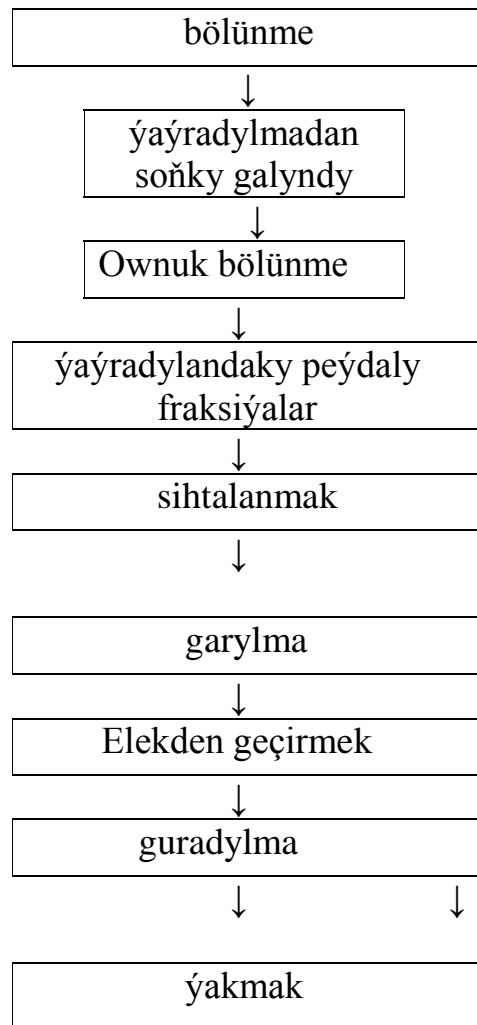 bölünme
↓
ýaýradylmadan
soňky galyndy
↓
Ownuk bölünme
↓
ýaýradylandaky peýdaly
fraksiýalar
↓
sihtalanmak
↓
garylma
↓
Elekden geçirmek
↓
guradylma
↓ ↓
ýakmak